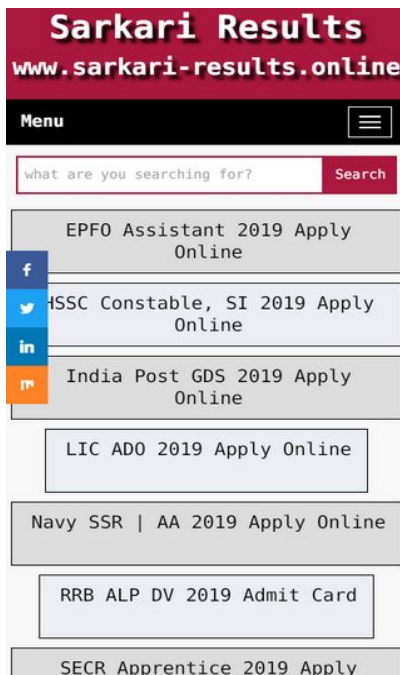 Sarkari Results
www.sarkari-results.online
Menu
what are you searching for?
Search
EPFO Assistant 2019 Apply
Online
HSSC Constable, SI 2019 Apply
Online
India Post GDS 2019 Apply
Online
LIC ADO 2019 Apply Online
Navy SSR | AA 2019 Apply Online
RRB ALP DV 2019 Admit Card
SECR Apprentice 2019 Apply